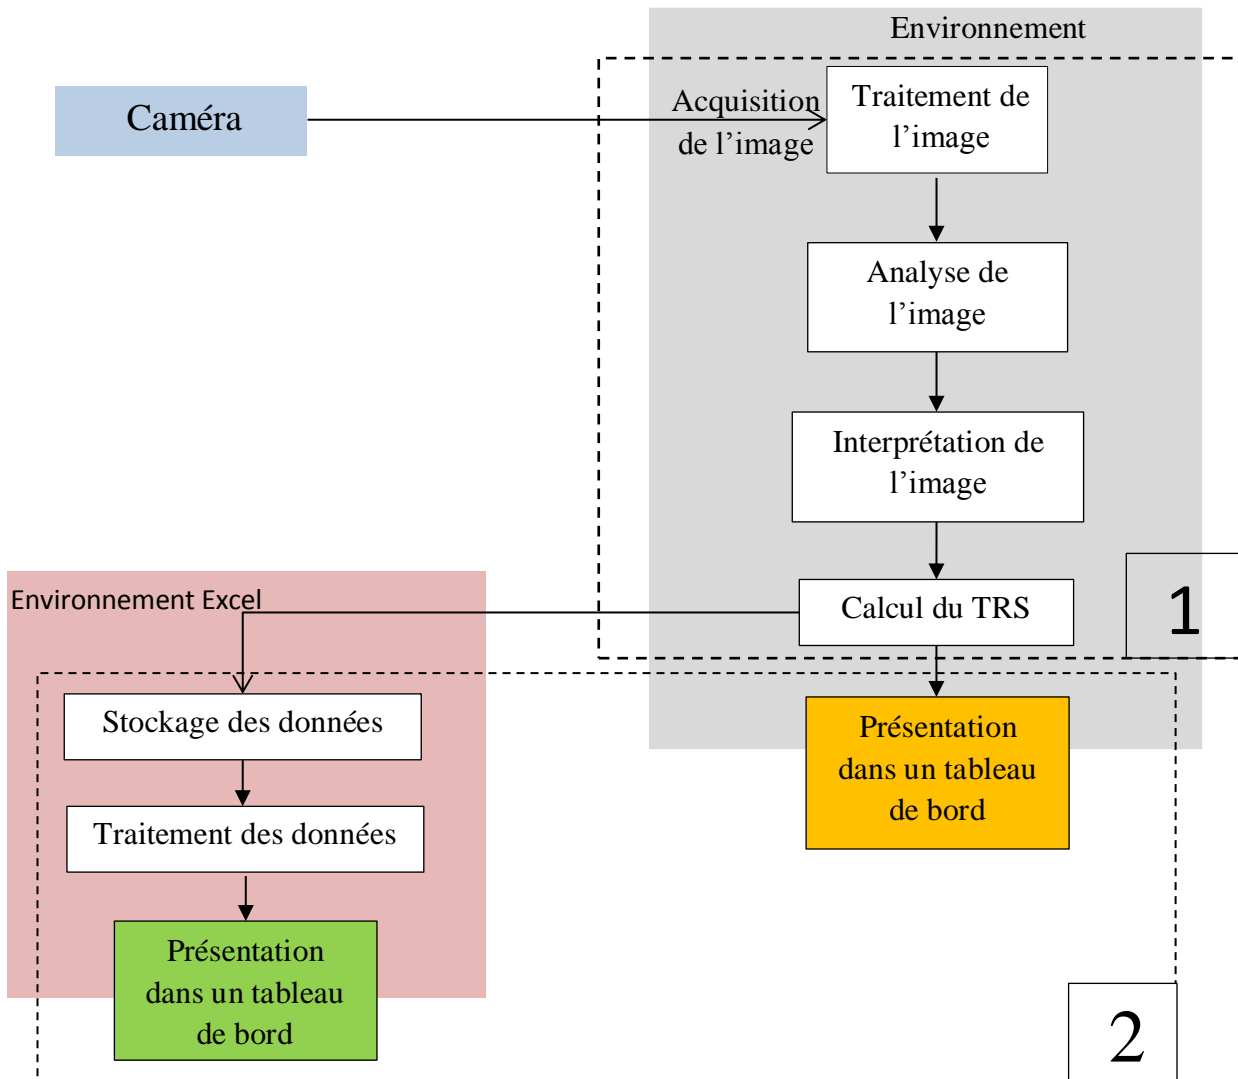 Environnement
Caméra
Acquisition
de l’image
Traitement de
l’image
Analyse de
l’image
Interprétation de
l’image
Calcul du TRS
1
Environnement Excel
Stockage des données
Traitement des données
Présentation
dans un tableau
de bord
Présentation
dans un tableau
de bord
2